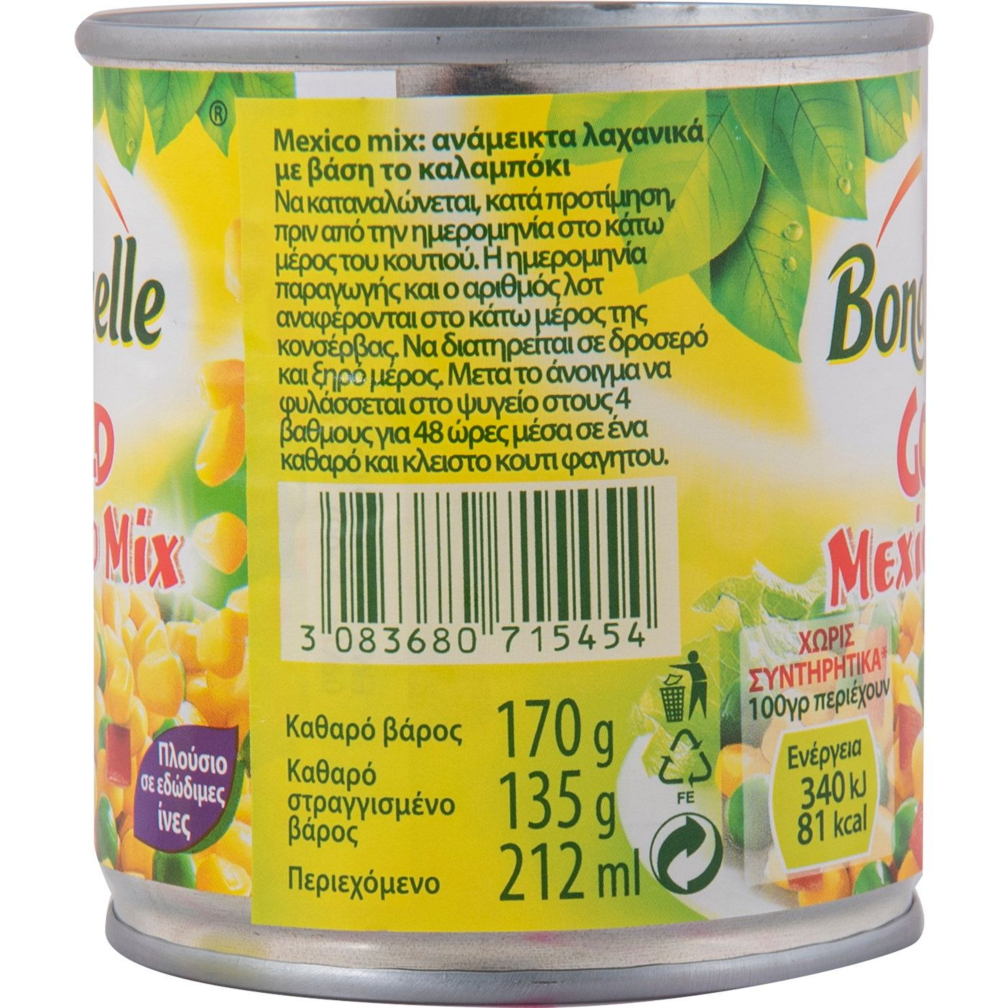 ®
Mexico mix: ανάμεικτα λαχανικά
με βάση το καλαμπόκι
Να καταναλώνεται, κατά προτίμηση,
πριν από την ημερομηνία στο κάτω
μέρος του κουτιού. Η ημερομηνία
παραγωγής και ο αριθμός λοτ
αναφέρονται στο κάτω μέρος της
κονσέρβας. Να διατηρείται σε δροσερό
και ξηρό μέρος. Μετα το άνοιγμα να
φυλάσσεται στο ψυγείο στους 4
βαθμους για 48 ώρες μέσα σε ένα
καθαρό και κλειστο κουτι φαγητου.
3 083680 715454
Καθαρό βάρος 170 g
Καθαρό
στραγγισμένο
βάρος 135 g
Περιεχόμενο 212 ml
FE
elle
D
Mix
Πλούσιο
σε εδώδιμες
ίνες
Bon
G
Mexi
ΧΩΡΙΣ
ΣΥΝΤΗΡΗΤΙΚΑ*
100γρ περιέχουν
Ενέργεια
340 kJ
81 kcal